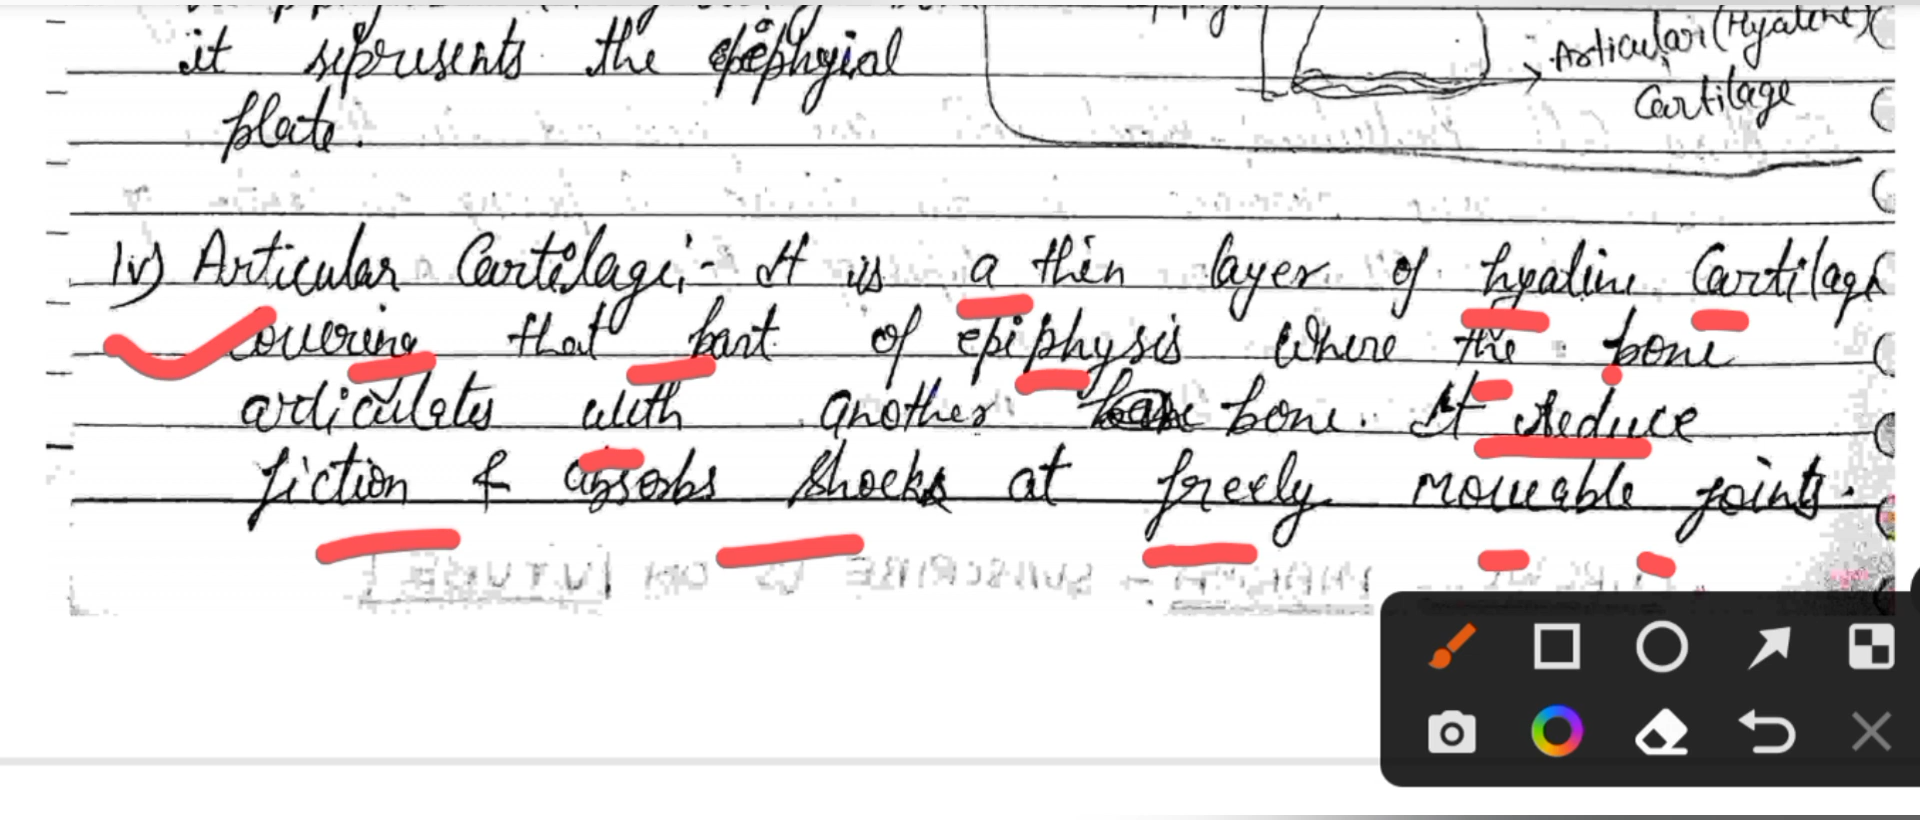 it represents the epephysial
Articular (Hyaline)
Cartilage
plate.
iv) Articular Cartilage:- It is a thin layer of hyaline Cartilage
Covering that part of epiphysis where the bone
articulates with another bone. It reduce
fiction & absorbs shocks at freely moveable joints.